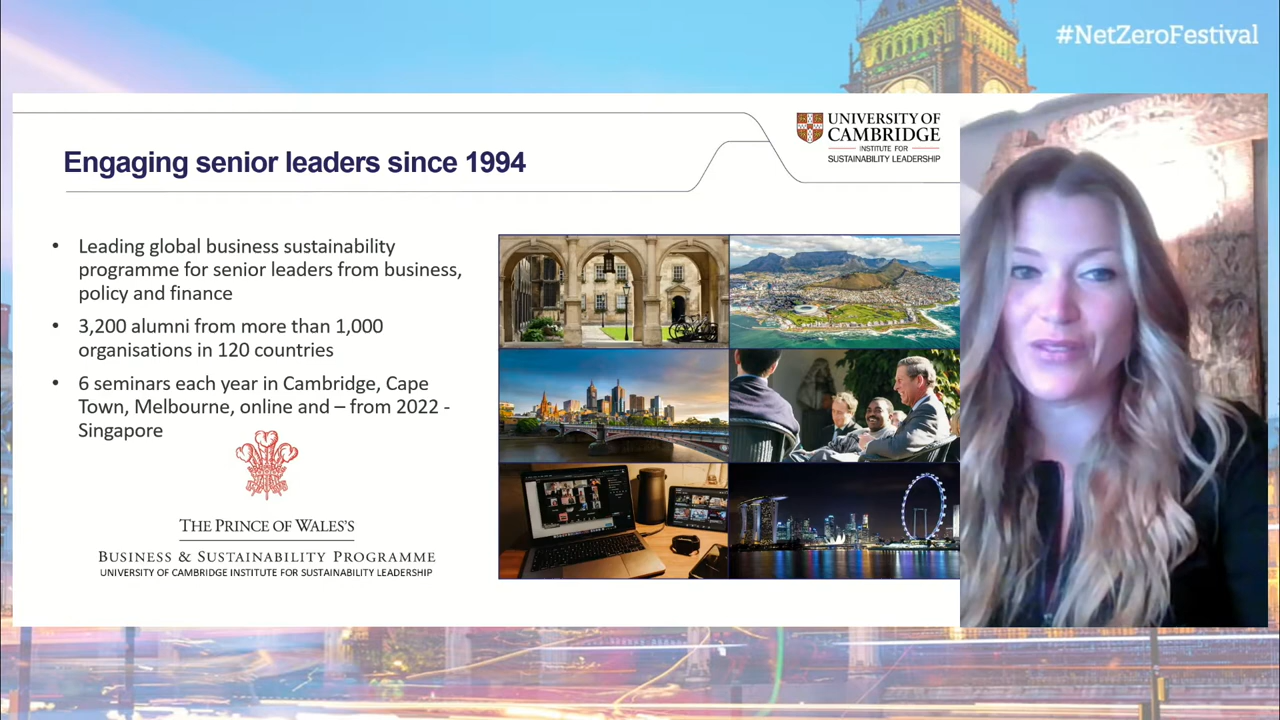 #NetZeroFestival
UNIVERSITY OF
CAMBRIDGE
INSTITUTE FOR
SUSTAINABILITY LEADERSHIP
Engaging senior leaders since 1994
• Leading global business sustainability
programme for senior leaders from business,
policy and finance
• 3,200 alumni from more than 1,000
organisations in 120 countries
• 6 seminars each year in Cambridge, Cape
Town, Melbourne, online and – from 2022 -
Singapore
THE PRINCE OF WALES'S
BUSINESS & SUSTAINABILITY PROGRAMME
UNIVERSITY OF CAMBRIDGE INSTITUTE FOR SUSTAINABILITY LEADERSHIP